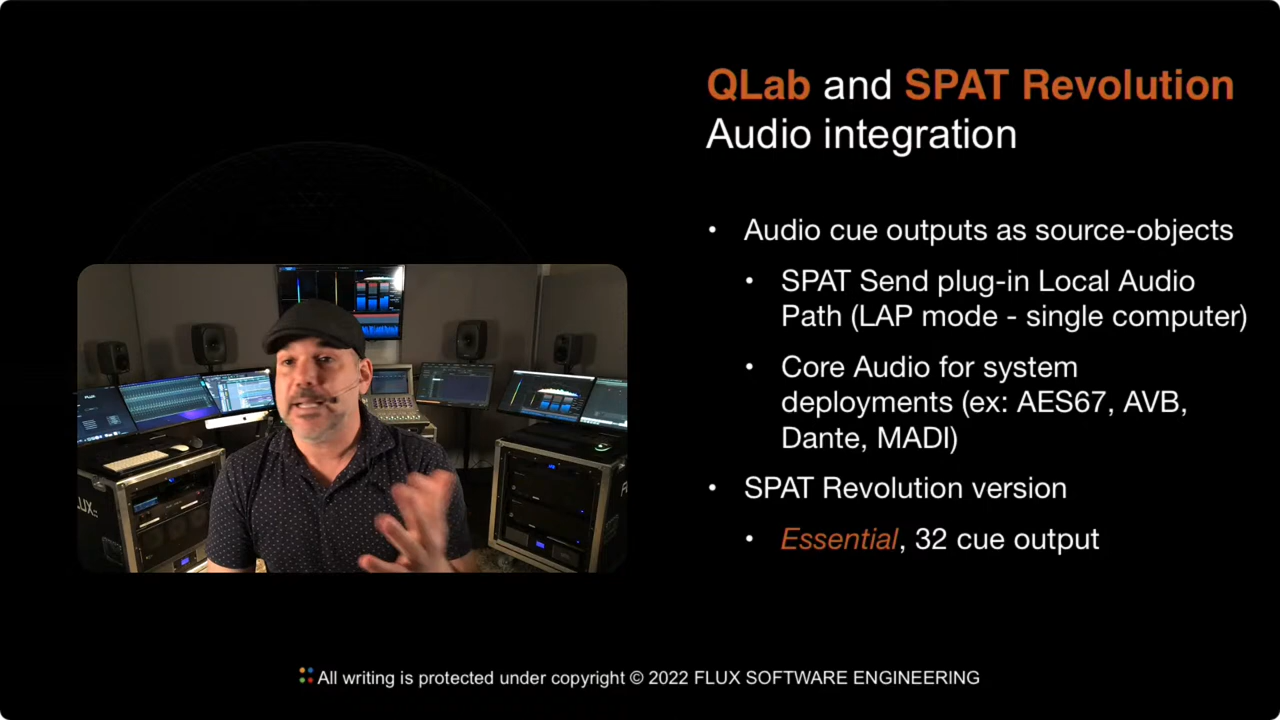 QLab and SPAT Revolution
Audio integration
• Audio cue outputs as source-objects
• SPAT Send plug-in Local Audio
Path (LAP mode - single computer)
• Core Audio for system
deployments (ex: AES67, AVB,
Dante, MADI)
• SPAT Revolution version
• Essential, 32 cue output
All writing is protected under copyright © 2022 FLUX SOFTWARE ENGINEERING